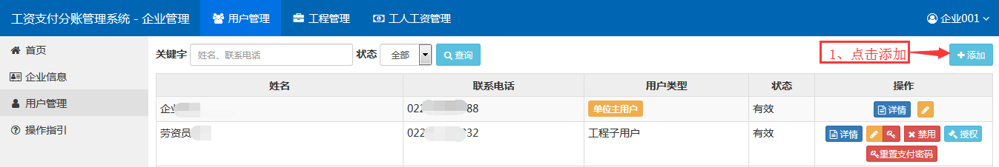 工资支付分账管理系统 - 企业管理 用户管理 工程管理 工人工资管理 企业001
首页
企业信息
用户管理
操作指引
关键字 姓名、联系电话 状态 全部 查询 1、点击添加 添加
姓名 联系电话 用户类型 状态 操作
企业 022 88 单位主用户 有效 详情
劳资员 022 032 工程子用户 有效 详情 禁用 授权
重置支付密码